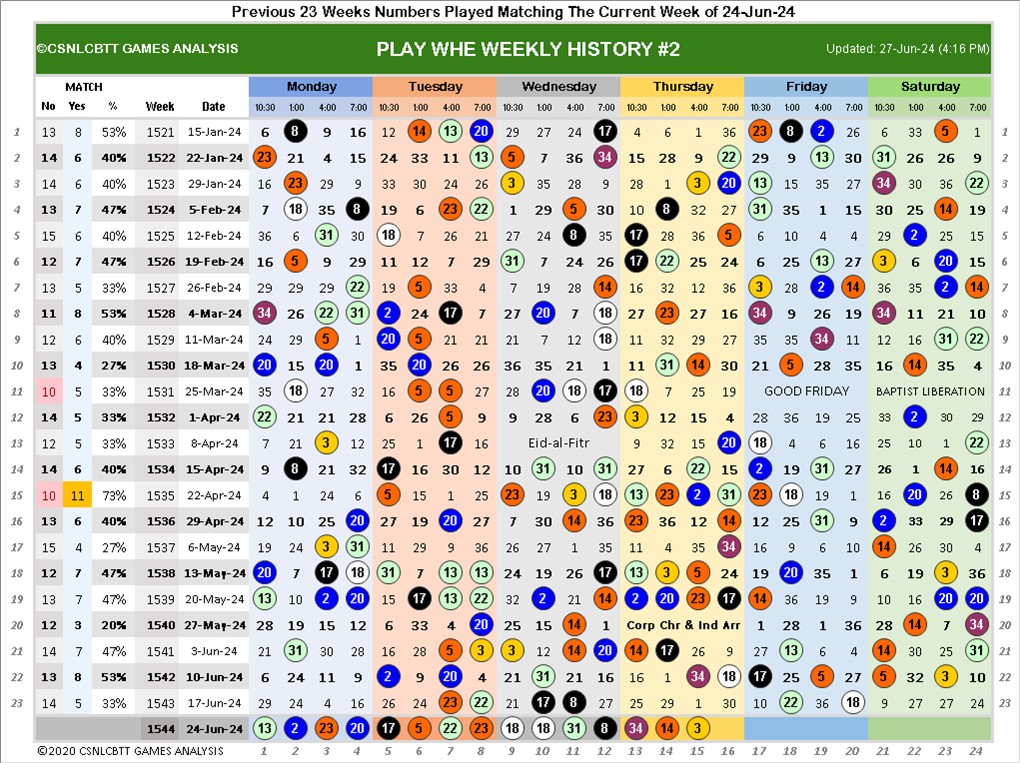 Previous 23 Weeks Numbers Played Matching The Current Week of 24-Jun-24
©CSNLCBTT GAMES ANALYSIS PLAY WHE WEEKLY HISTORY #2 Updated: 27-Jun-24 (4:16 PM)
MATCH Monday Tuesday Wednesday Thursday Friday Saturday
No Yes % Week Date 10:30 1:00 4:00 7:00 10:30 1:00 4:00 7:00 10:30 1:00 4:00 7:00 10:30 1:00 4:00 7:00 10:30 1:00 4:00 7:00 10:30 1:00 4:00 7:00
1 13 8 53% 1521 15-Jan-24 6 8 9 16 12 14 13 20 29 27 24 17 4 6 1 36 23 8 2 26 6 33 5 1 1
2 14 6 40% 1522 22-Jan-24 23 21 4 15 24 33 11 13 5 7 36 34 15 28 9 22 29 9 13 30 31 26 26 9 2
3 14 6 40% 1523 29-Jan-24 16 23 29 9 33 30 24 26 3 35 28 9 28 1 3 20 13 15 35 27 34 30 36 22 3
4 13 7 47% 1524 5-Feb-24 7 18 35 8 19 6 23 22 1 29 5 30 10 8 32 27 31 35 1 15 30 25 14 19 4
5 15 6 40% 1525 12-Feb-24 36 6 31 30 18 7 26 21 27 24 8 35 17 28 16 5 6 10 4 4 29 2 25 15 5
6 12 7 47% 1526 19-Feb-24 16 5 9 29 11 12 7 29 31 7 24 26 17 22 25 24 6 25 13 27 3 6 20 15 6
7 13 5 33% 1527 26-Feb-24 29 29 29 22 19 5 33 4 7 19 28 14 16 32 12 36 3 28 2 14 36 35 2 14 7
8 11 8 53% 1528 4-Mar-24 34 26 22 31 2 24 17 7 27 20 7 18 27 23 27 16 34 9 26 19 34 11 21 10 8
9 12 6 40% 1529 11-Mar-24 24 29 5 1 20 5 21 21 21 7 12 18 11 32 29 27 35 35 34 9 12 16 31 22 9
10 13 4 27% 1530 18-Mar-24 20 15 20 1 35 20 26 26 36 35 21 1 11 31 14 30 21 5 28 30 16 14 35 4 10
11 10 5 33% 1531 25-Mar-24 35 18 27 32 16 5 5 27 28 20 18 17 18 7 25 19 GOOD FRIDAY BAPTIST LIBERATION 11
12 14 5 33% 1532 1-Apr-24 22 21 21 28 6 26 5 9 9 28 6 23 3 12 15 4 28 36 19 25 33 2 30 29 12
13 12 5 33% 1533 8-Apr-24 7 21 3 12 25 1 17 16 Eid-al-Fitr 9 32 15 20 18 4 6 16 25 10 1 22 13
14 14 6 40% 1534 15-Apr-24 9 8 21 32 17 16 30 12 10 31 10 31 27 6 22 15 2 19 31 27 26 1 14 16 14
15 10 11 73% 1535 22-Apr-24 4 1 24 6 5 15 1 25 23 19 3 18 13 23 2 31 23 18 19 15 16 20 26 8 15
16 13 6 40% 1536 29-Apr-24 12 10 25 20 27 19 20 27 7 30 14 36 23 36 12 14 12 25 31 9 2 33 29 17 16
17 15 4 27% 1537 6-May-24 19 24 3 31 11 29 9 36 26 27 1 35 11 4 35 34 16 9 6 10 14 26 30 4 17
18 12 7 47% 1538 13-May-24 20 7 17 18 31 7 13 13 24 19 26 17 13 3 5 24 19 20 35 1 6 19 3 36 18
19 13 7 47% 1539 20-May-24 13 10 2 20 15 17 13 22 32 2 21 14 2 20 23 17 14 36 19 9 10 16 20 20 19
20 12 3 20% 1540 27-May-24 28 19 15 12 6 33 4 20 25 15 14 1 Corp Chr & Ind Arr 1 28 1 36 28 14 7 34 20
21 14 7 47% 1541 3-Jun-24 21 31 30 28 16 28 5 3 3 12 14 20 14 17 26 9 27 13 6 4 14 30 25 31 21
22 13 8 53% 1542 10-Jun-24 6 24 11 9 2 9 20 4 21 31 21 16 16 1 34 18 17 25 5 27 5 32 3 10 22
23 14 5 33% 1543 17-Jun-24 29 24 4 16 26 24 23 22 21 17 8 27 25 29 1 30 10 22 36 18 9 27 27 24 23
1544 24-Jun-24 13 2 23 20 17 5 22 23 18 18 31 8 34 14 3
©2020 CSNLCBTT GAMES ANALYSIS 1 2 3 4 5 6 7 8 9 10 11 12 13 14 15 16 17 18 19 20 21 22 23 24